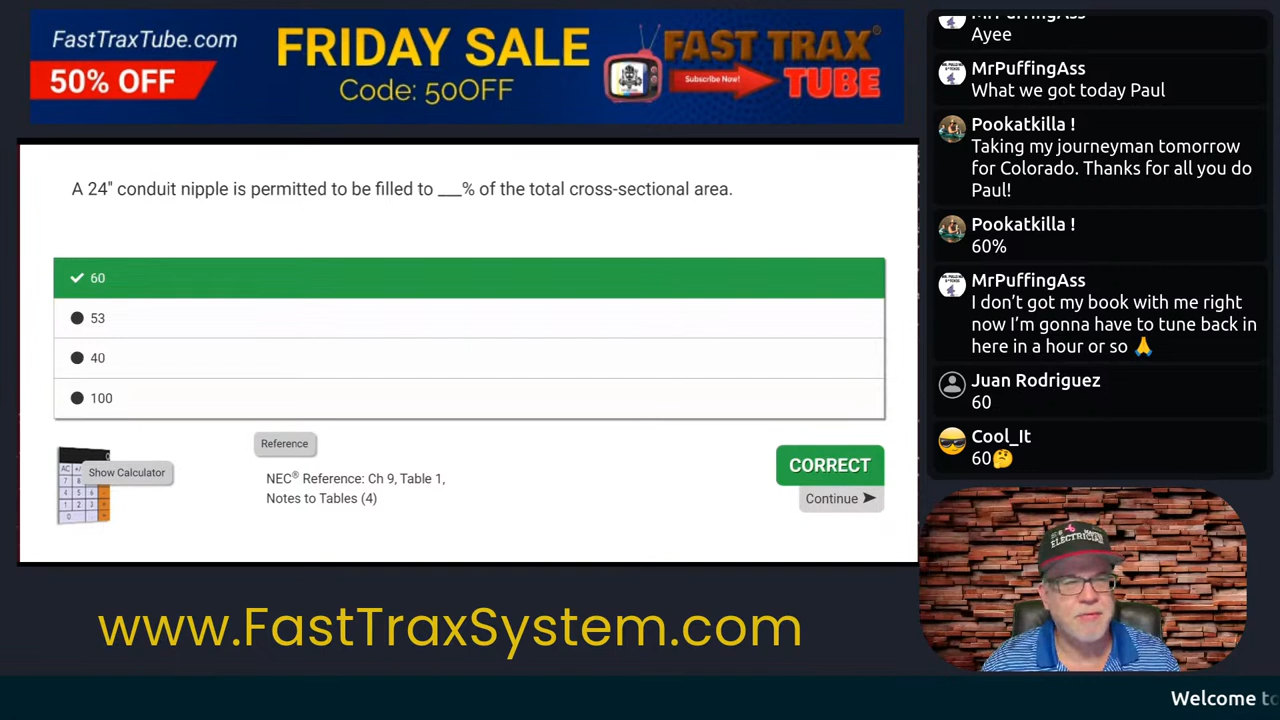 FastTraxTube.com
50% OFF
FRIDAY SALE
Code: 50OFF
FAST TRAX®
Subscribe Now!
TUBE
A 24" conduit nipple is permitted to be filled to ___% of the total cross-sectional area.
60
53
40
100
Show Calculator
Reference
NEC® Reference: Ch 9, Table 1,
Notes to Tables (4)
CORRECT
Continue
www.FastTraxSystem.com
MrPuffingAss
Ayee
MrPuffingAss
What we got today Paul
Pookatkilla !
Taking my journeyman tomorrow
for Colorado. Thanks for all you do
Paul!
Pookatkilla !
60%
MrPuffingAss
I don't got my book with me right
now I'm gonna have to tune back in
here in a hour or so 🙏
Juan Rodriguez
60
Cool_It
60🤔
ELECTRICIAN
Welcome to